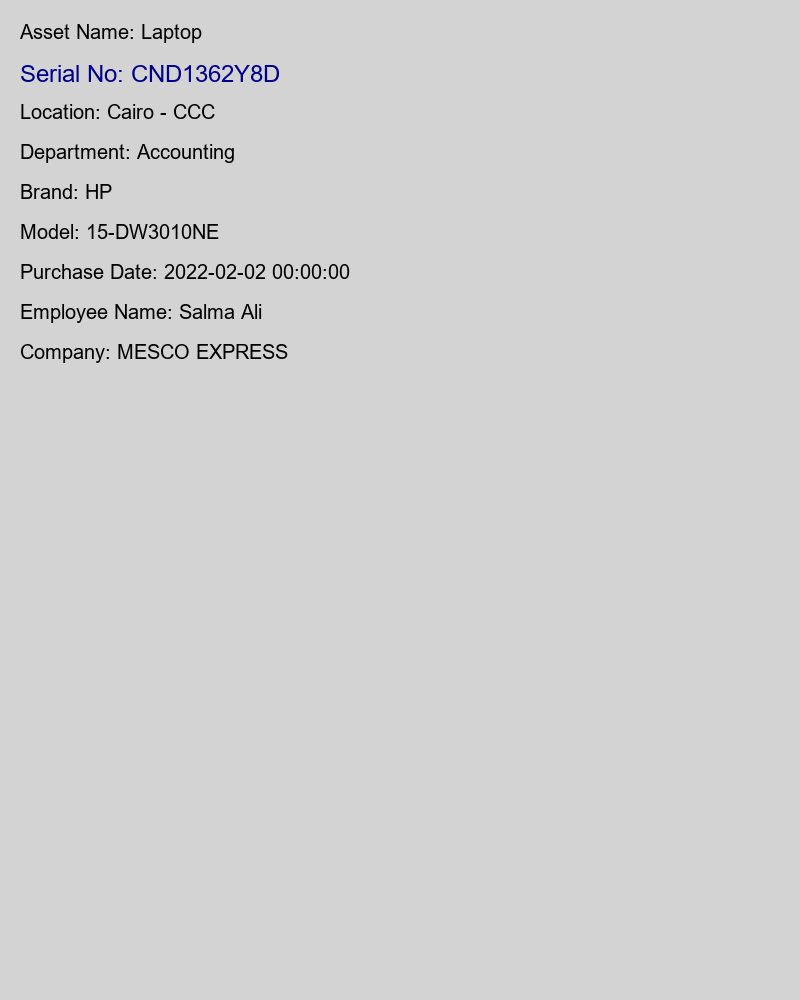 Asset Name: Laptop
Serial No: CND1362Y8D
Location: Cairo - CCC
Department: Accounting
Brand: HP
Model: 15-DW3010NE
Purchase Date: 2022-02-02 00:00:00
Employee Name: Salma Ali
Company: MESCO EXPRESS